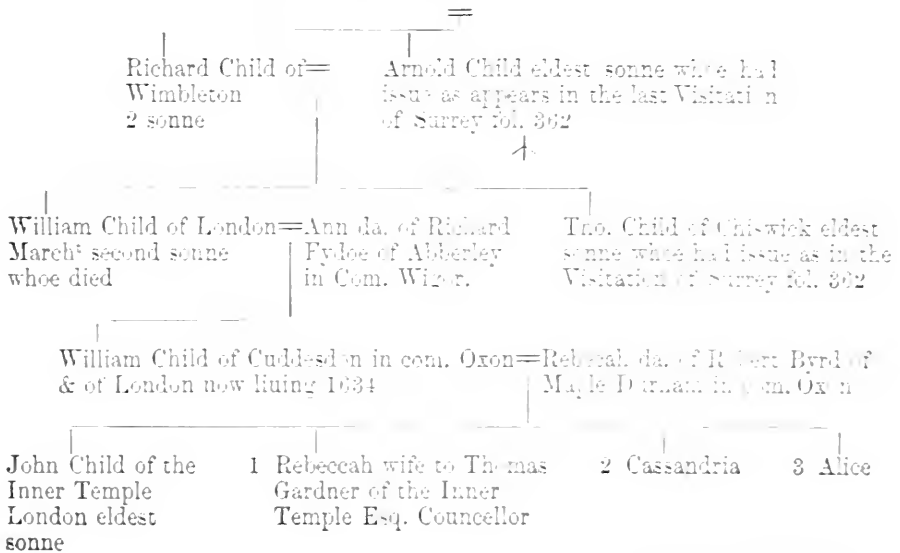 =
Richard Child of=
Wimbleton
2 sonne
Arnold Child eldest sonne whoe had
issue as appears in the last Visitation
of Surrey fol. 362
William Child of London=Ann da. of Richard
March^t second sonne
whoe died
Fydoe of Abberley
in Com. Wigor.
Tho. Child of Chiswick eldest
sonne whoe had issue as in the
Visitation of Surrey fol. 362
William Child of Cuddesdon in com. Oxon=Rebecah da. of Robert Byrd of
& of London now liuing 1634
Maple Durham in com. Oxon
John Child of the
Inner Temple
London eldest
sonne
1 Rebeccah wife to Thomas
Gardner of the Inner
Temple Esq. Councellor
2 Cassandria
3 Alice